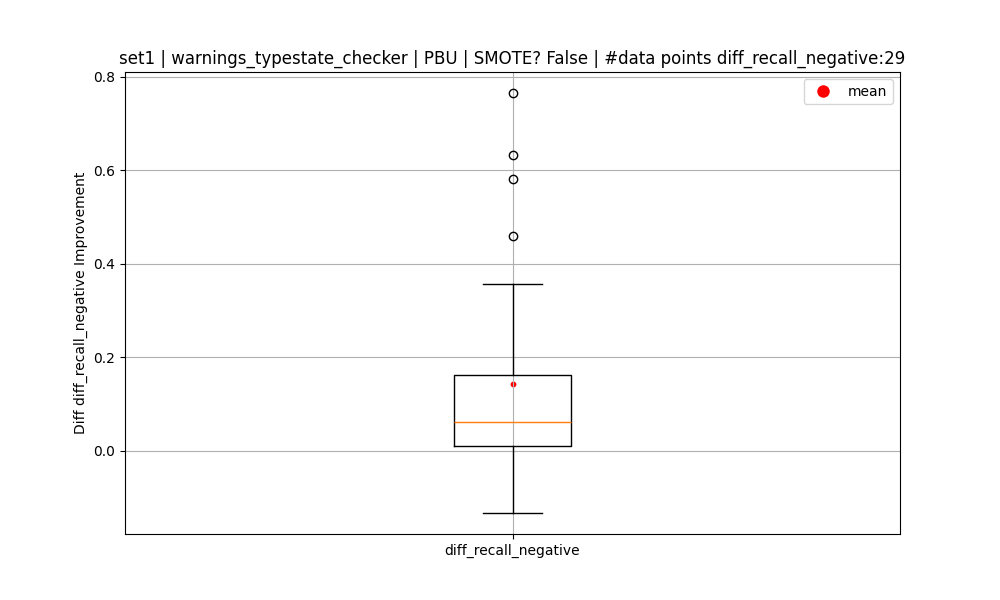 set1 | warnings_typestate_checker | PBU | SMOTE? False | #data points diff_recall_negative:29
mean
Diff diff_recall_negative Improvement
0.8
0.6
0.4
0.2
0.0
diff_recall_negative